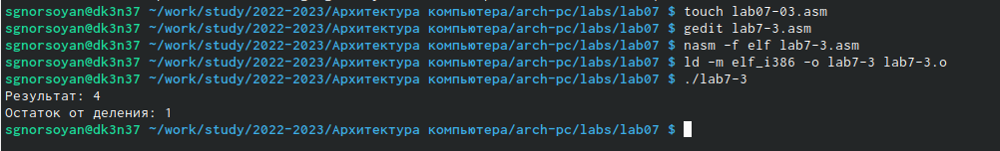 sgnorsoyan@dk3n37 ~/work/study/2022-2023/Архитектура компьютера/arch-pc/labs/lab07 $ touch lab07-03.asm
sgnorsoyan@dk3n37 ~/work/study/2022-2023/Архитектура компьютера/arch-pc/labs/lab07 $ gedit lab7-3.asm
sgnorsoyan@dk3n37 ~/work/study/2022-2023/Архитектура компьютера/arch-pc/labs/lab07 $ nasm -f elf lab7-3.asm
sgnorsoyan@dk3n37 ~/work/study/2022-2023/Архитектура компьютера/arch-pc/labs/lab07 $ ld -m elf_i386 -o lab7-3 lab7-3.o
sgnorsoyan@dk3n37 ~/work/study/2022-2023/Архитектура компьютера/arch-pc/labs/lab07 $ ./lab7-3
Результат: 4
Остаток от деления: 1
sgnorsoyan@dk3n37 ~/work/study/2022-2023/Архитектура компьютера/arch-pc/labs/lab07 $